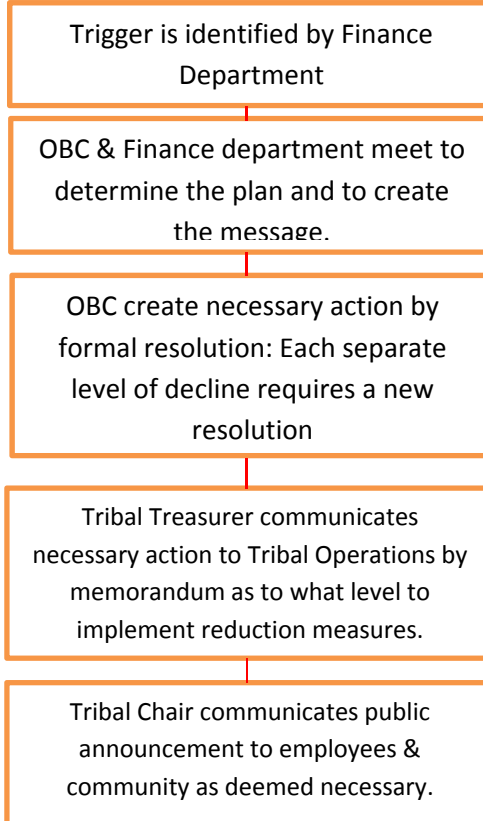 Trigger is identified by Finance
Department
OBC & Finance department meet to
determine the plan and to create
the message.
OBC create necessary action by
formal resolution: Each separate
level of decline requires a new
resolution
Tribal Treasurer communicates
necessary action to Tribal Operations by
memorandum as to what level to
implement reduction measures.
Tribal Chair communicates public
announcement to employees &
community as deemed necessary.